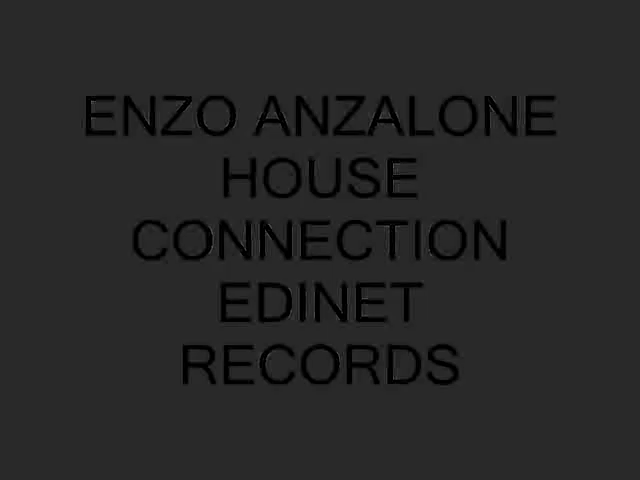 ENZO ANZALONE
HOUSE
CONNECTION
EDINET
RECORDS